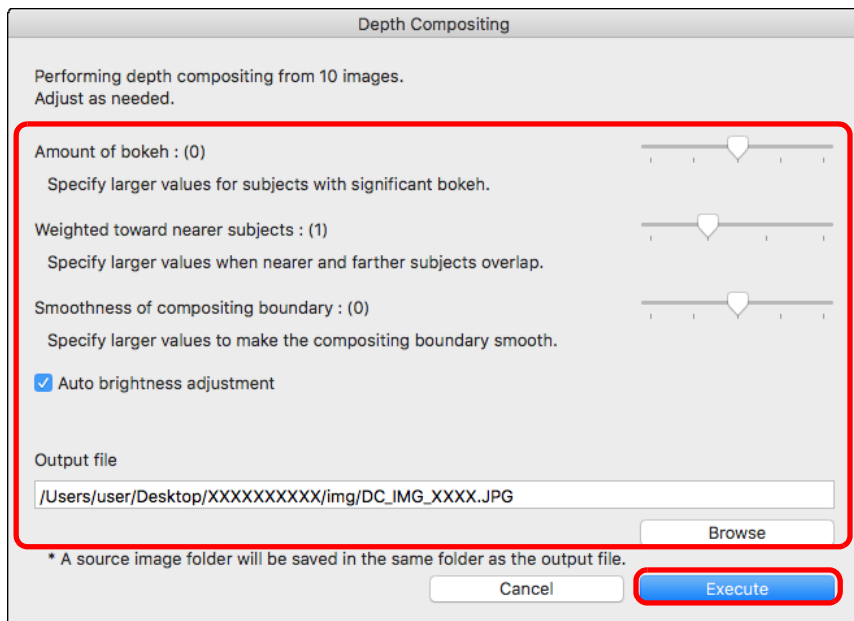 Depth Compositing
Performing depth compositing from 10 images.
Adjust as needed.
Amount of bokeh : (0)
Specify larger values for subjects with significant bokeh.
Weighted toward nearer subjects : (1)
Specify larger values when nearer and farther subjects overlap.
Smoothness of compositing boundary : (0)
Specify larger values to make the compositing boundary smooth.
Auto brightness adjustment
Output file
/Users/user/Desktop/XXXXXXXXXX/img/DC_IMG_XXXX.JPG
Browse
* A source image folder will be saved in the same folder as the output file.
Cancel Execute